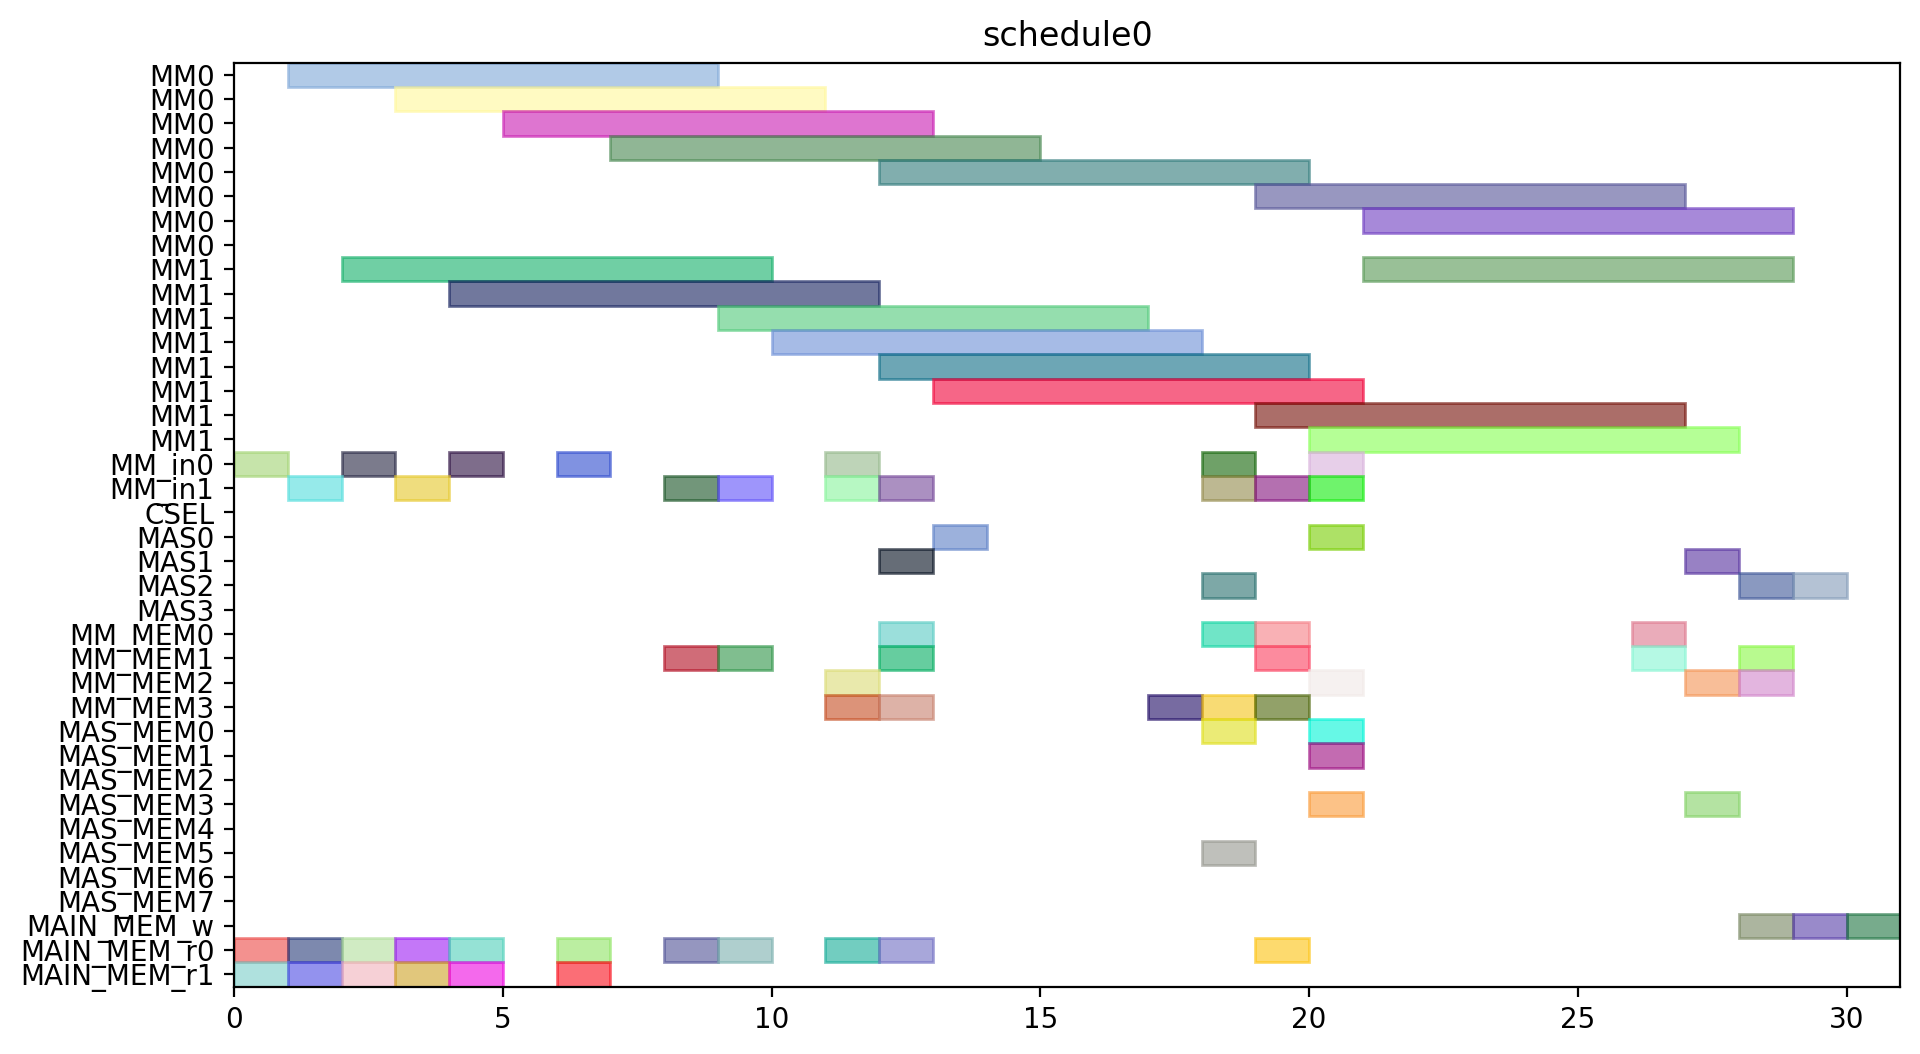 schedule0
MM0
MM0
MM0
MM0
MM0
MM0
MM0
MM0
MM1
MM1
MM1
MM1
MM1
MM1
MM1
MM1
MM_in0
MM_in1
CSEL
MAS0
MAS1
MAS2
MAS3
MM_MEM0
MM_MEM1
MM_MEM2
MM_MEM3
MAS_MEM0
MAS_MEM1
MAS_MEM2
MAS_MEM3
MAS_MEM4
MAS_MEM5
MAS_MEM6
MAS_MEM7
MAIN_MEM_w
MAIN_MEM_r0
MAIN_MEM_r1
0 5 10 15 20 25 30